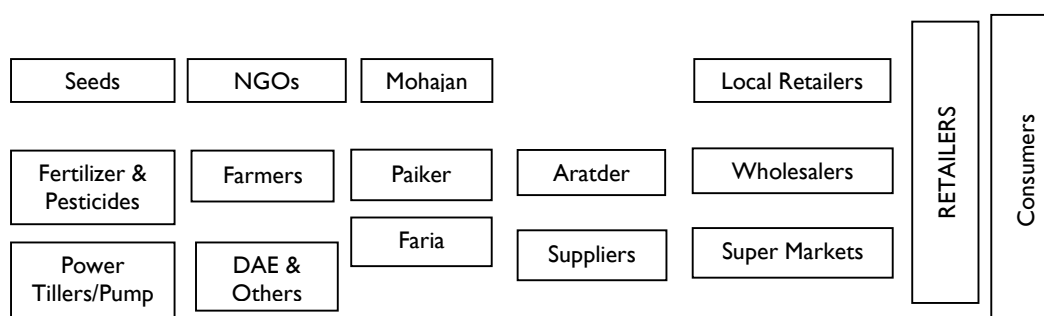 Seeds
NGOs
Mohajan
Local Retailers
Fertilizer &
Pesticides
Farmers
Paiker
Aratder
Wholesalers
Faria
Power
Tillers/Pump
DAE &
Others
Suppliers
Super Markets
RETAILERS
Consumers